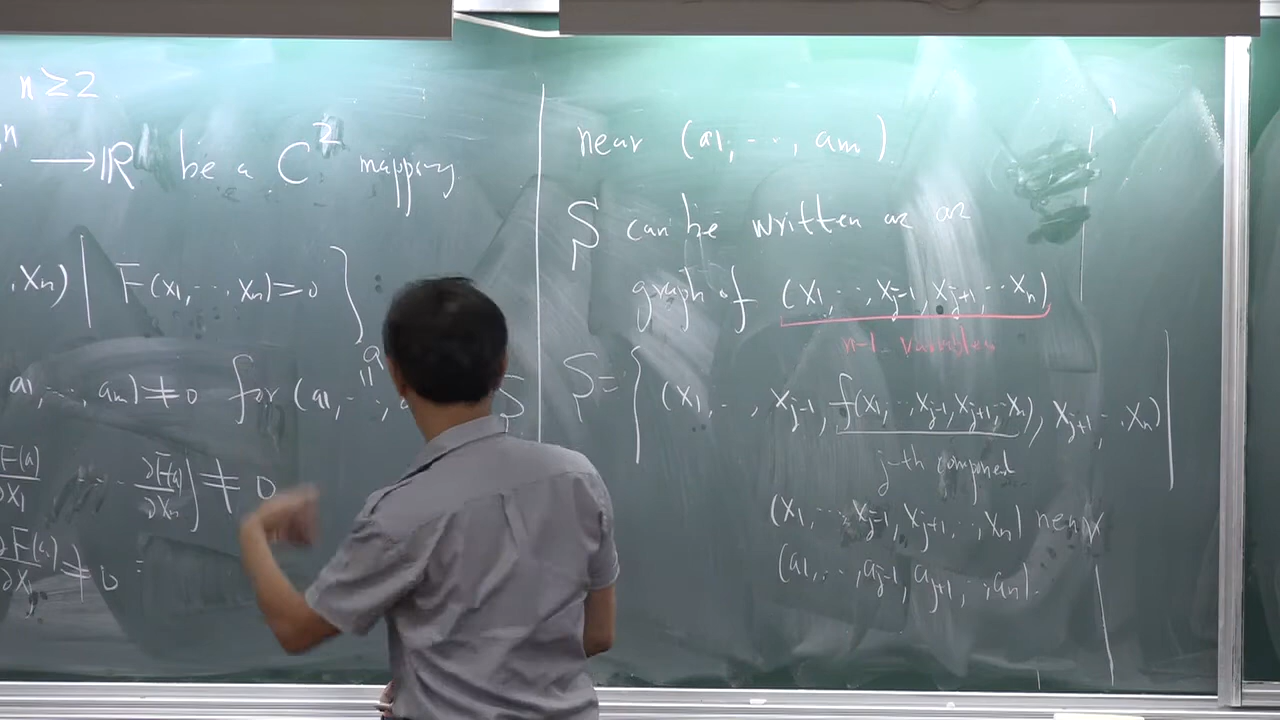 n ≥ 2
n → ℝ be a C² mapping
, Xn) | F(x1, ..., Xn) = 0 }
a
a1, ..., am) ≠ 0 for (a1, ..., S
∂F(a)/∂X1 ... ∂F(a)/∂Xn) ≠ 0
∂F(a)/∂X1 ≠ 0
near (a1, ..., am).
S can be written as as
graph of (X1, ..., Xj-1, Xj+1, ... Xn)
n-1 variables
S = { (X1, ..., Xj-1, f(X1, ..., Xj-1, Xj+1, ... Xn), Xj+1, ..., Xn) |
j-th component
(X1, ..., Xj-1, Xj+1, ..., Xn) near
(a1, ..., aj-1, aj+1, ..., an).